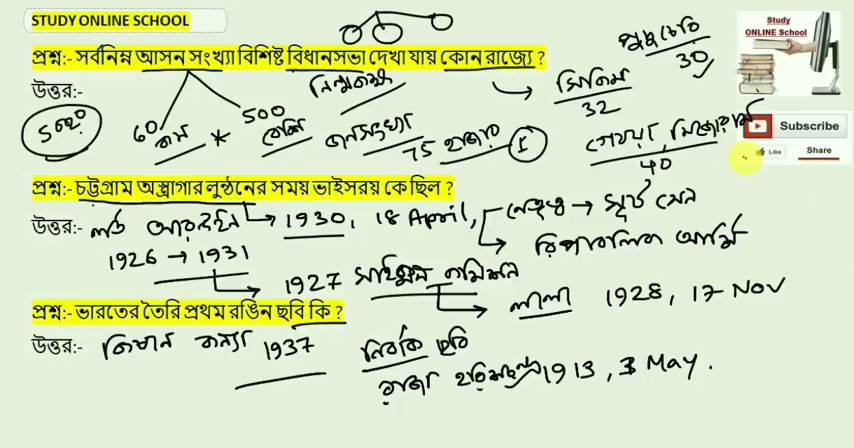 STUDY ONLINE SCHOOL
Study
ONLINE School
প্রশ্ন:- সর্বনিম্ন আসন সংখ্যা বিশিষ্ট বিধানসভা দেখা যায় কোন রাজ্যে ?
30
উত্তর:-
নিম্নকক্ষ
সিকিম
32
60 কম * 500 বেশি জনসংখ্যা 75 হাজার
গোয়া, মিজোরাম
40
Subscribe
Like Share
প্রশ্ন:- চট্টগ্রাম অস্ত্রাগার লুন্ঠনের সময় ভাইসরয় কে ছিল ?
উত্তর:- লর্ড আরউইন 1930, 18 April, নেতৃত্ব → সূর্য সেন
রিপাবলিকান আর্মি
1926 → 1931
1927 সাইমন কমিশন
1928, 17 Nov
প্রশ্ন:- ভারতের তৈরি প্রথম রঙিন ছবি কি ?
উত্তর:- কিষান কন্যা 1937 নির্বাক ছবি
রাজা হরিশচন্দ্র 1913, 3 May.